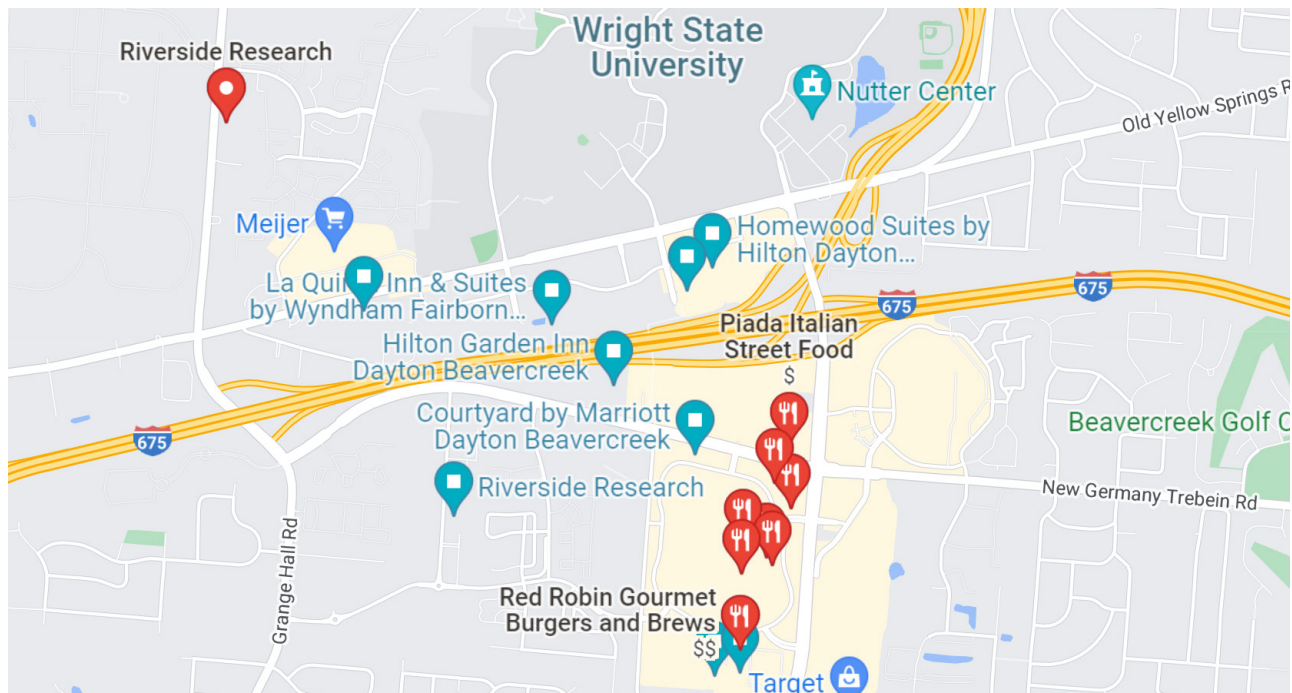 Wright State
University
Riverside Research
Nutter Center
Old Yellow Springs R
Meijer
Homewood Suites by
Hilton Dayton...
La Qui Inn & Suites
by Wyndham Fairborn...
675
675
Piada Italian
Street Food
$
Hilton Garden Inn
Dayton Beavercreek
Courtyard by Marriott
Dayton Beavercreek
Beavercreek Golf C
675
Riverside Research
New Germany Trebein Rd
Grange Hall Rd
Red Robin Gourmet
Burgers and Brews
$$
Target